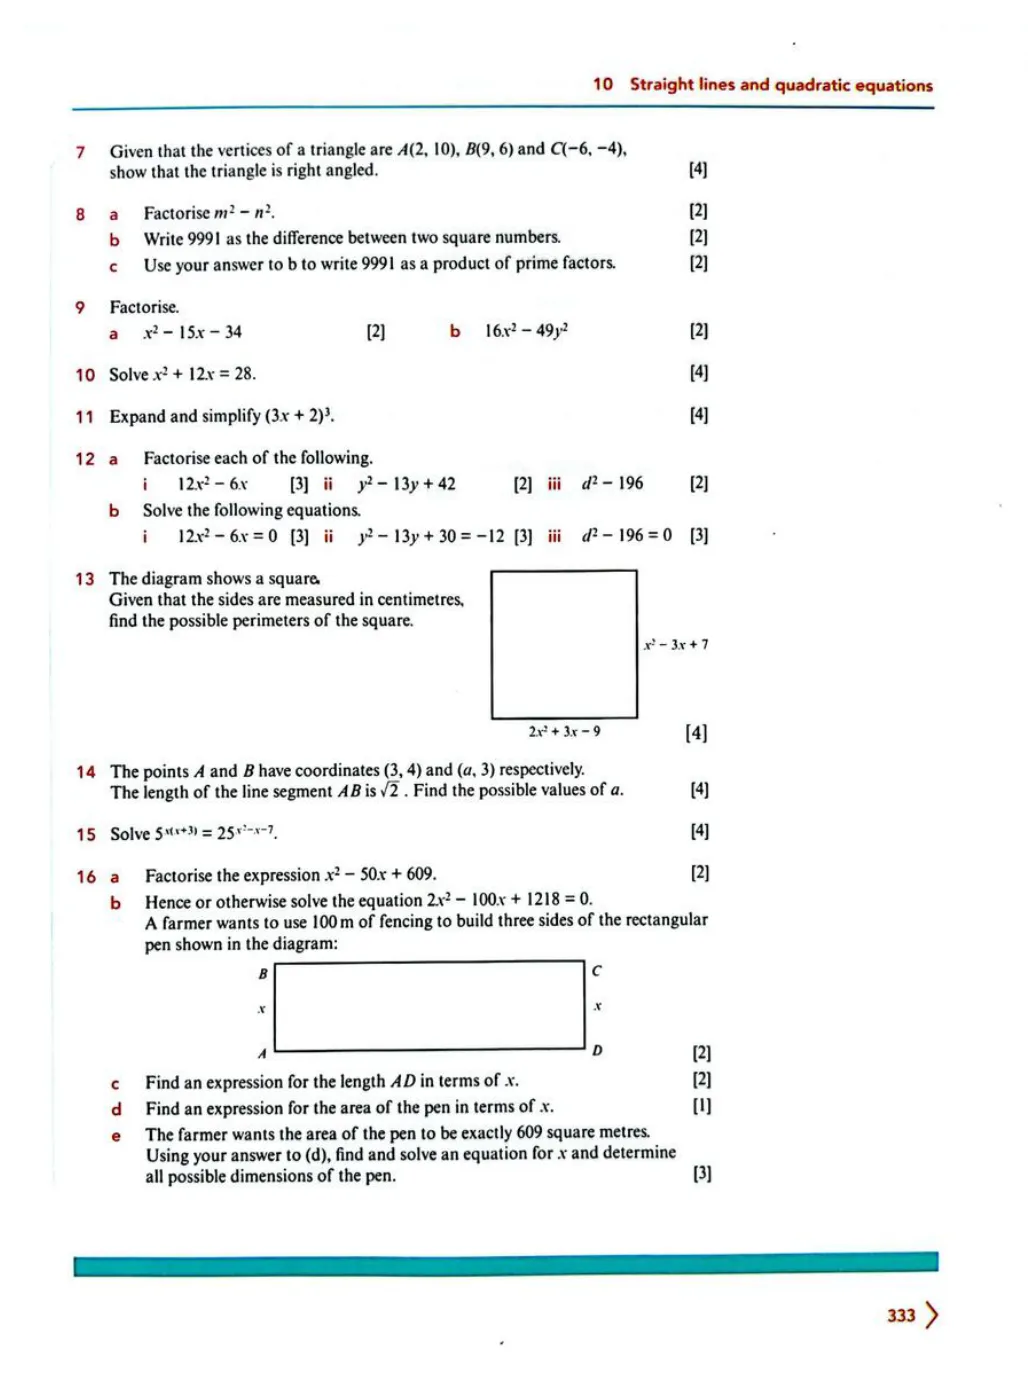 10 Straight lines and quadratic equations
7 Given that the vertices of a triangle are A(2, 10), B(9, 6) and C(−6, −4),
show that the triangle is right angled. [4]
8 a Factorise m² − n². [2]
b Write 9991 as the difference between two square numbers. [2]
c Use your answer to b to write 9991 as a product of prime factors. [2]
9 Factorise.
a x² − 15x − 34 [2] b 16x² − 49y² [2]
10 Solve x² + 12x = 28. [4]
11 Expand and simplify (3x + 2)³. [4]
12 a Factorise each of the following.
i 12x² − 6x [3] ii y² − 13y + 42 [2] iii d² − 196 [2]
b Solve the following equations.
i 12x² − 6x = 0 [3] ii y² − 13y + 30 = −12 [3] iii d² − 196 = 0 [3]
13 The diagram shows a square.
Given that the sides are measured in centimetres,
find the possible perimeters of the square.
x² − 3x + 7
2x² + 3x − 9 [4]
14 The points A and B have coordinates (3, 4) and (a, 3) respectively.
The length of the line segment AB is √2 . Find the possible values of a. [4]
15 Solve 5ˣ⁽ˣ⁺³⁾ = 25^(x²−x−7). [4]
16 a Factorise the expression x² − 50x + 609. [2]
b Hence or otherwise solve the equation 2x² − 100x + 1218 = 0.
A farmer wants to use 100 m of fencing to build three sides of the rectangular
pen shown in the diagram:
B C
x x
A D [2]
c Find an expression for the length AD in terms of x. [2]
d Find an expression for the area of the pen in terms of x. [1]
e The farmer wants the area of the pen to be exactly 609 square metres.
Using your answer to (d), find and solve an equation for x and determine
all possible dimensions of the pen. [3]
333